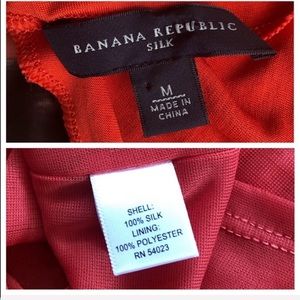 BANANA REPUBLIC
SILK
M
MADE IN
CHINA
SHELL:
100% SILK
LINING:
100% POLYESTER
RN 54023